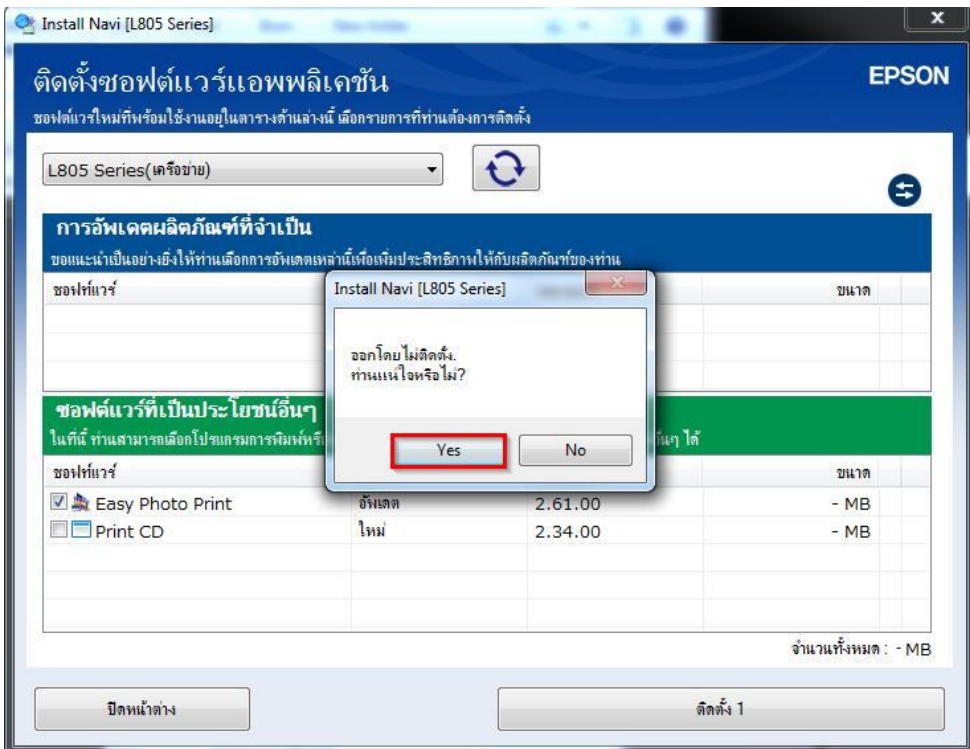 Install Navi [L805 Series]
ติดตั้งซอฟต์แวร์แอพพลิเคชัน
EPSON
ซอฟต์แวร์ใหม่ที่พร้อมใช้งานอยู่ในตารางด้านล่างนี้ เลือกรายการที่ท่านต้องการติดตั้ง
L805 Series(เครือข่าย)
การอัพเดตผลิตภัณฑ์ที่จำเป็น
ขอแนะนำเป็นอย่างยิ่งให้ท่านเลือกการอัพเดตเหล่านี้เพื่อเพิ่มประสิทธิภาพให้กับผลิตภัณฑ์ของท่าน
ซอฟท์แวร์
ขนาด
Install Navi [L805 Series]
ออกโดยไม่ติดตั้ง.
ท่านแน่ใจหรือไม่?
Yes
No
ซอฟต์แวร์ที่เป็นประโยชน์อื่นๆ
ในที่นี้ ท่านสามารถเลือกโปรแกรมการพิมพ์หรื
อื่นๆ ได้
ซอฟท์แวร์
ขนาด
Easy Photo Print อัพเดต 2.61.00 - MB
Print CD ใหม่ 2.34.00 - MB
จำนวนทั้งหมด : - MB
ปิดหน้าต่าง
ติดตั้ง 1